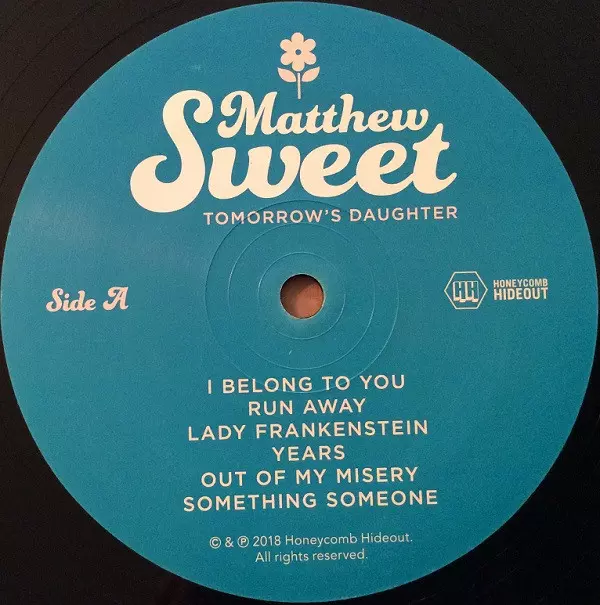 Matthew
Sweet
TOMORROW'S DAUGHTER
Side A
HH HONEYCOMB
HIDEOUT
I BELONG TO YOU
RUN AWAY
LADY FRANKENSTEIN
YEARS
OUT OF MY MISERY
SOMETHING SOMEONE
© & ℗ 2018 Honeycomb Hideout.
All rights reserved.